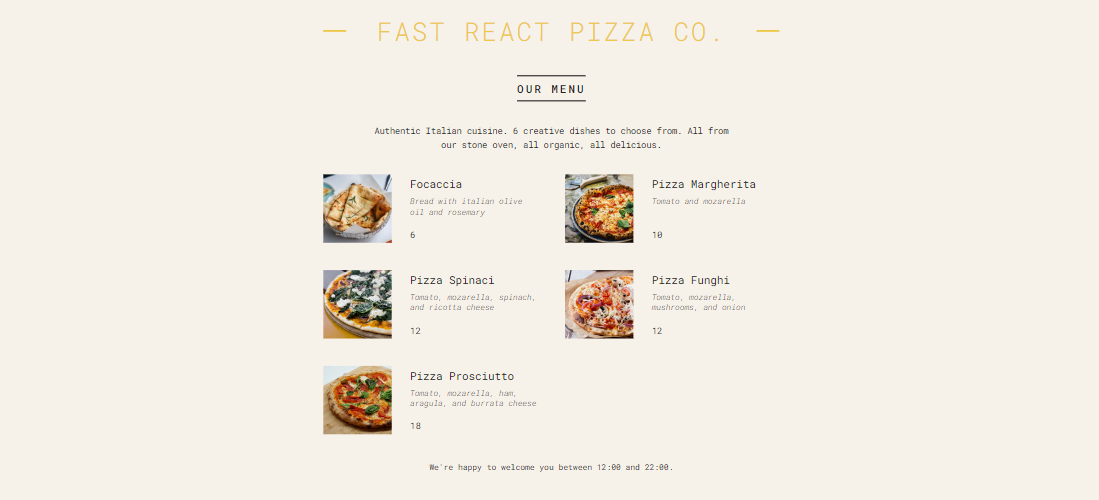 FAST REACT PIZZA CO.
OUR MENU
Authentic Italian cuisine. 6 creative dishes to choose from. All from
our stone oven, all organic, all delicious.
Focaccia
Bread with italian olive
oil and rosemary
6
Pizza Margherita
Tomato and mozarella
10
Pizza Spinaci
Tomato, mozarella, spinach,
and ricotta cheese
12
Pizza Funghi
Tomato, mozarella,
mushrooms, and onion
12
Pizza Prosciutto
Tomato, mozarella, ham,
aragula, and burrata cheese
18
We're happy to welcome you between 12:00 and 22:00.